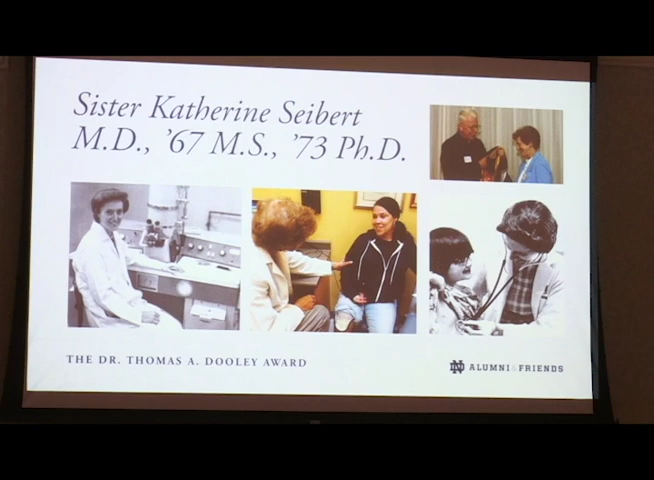 Sister Katherine Seibert
M.D., ’67 M.S., ’73 Ph.D.
THE DR. THOMAS A. DOOLEY AWARD
ND ALUMNI&FRIENDS